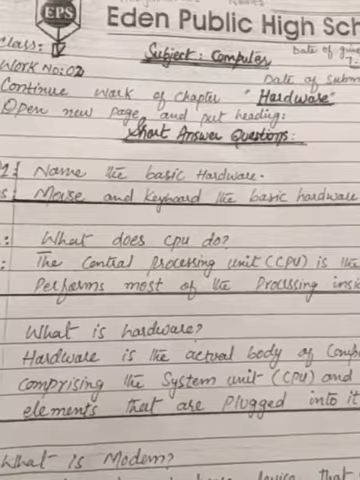 EPS
Eden Public High Sch
Class:
Subject: Computer
Date of give
Work No: 02
Date of subm
Continue work of chapter "Hardware"
Open new page, and put heading:
Short Answer Questions:
1: Name the basic Hardware.
s: Mouse and Keyboard the basic hardware
: What does cpu do?
: The Central processing unit (CPU) is the
Performs most of the Processing insi
What is hardware?
Hardware is the actual body of Comp
comprising the System unit (CPU) and
elements that are plugged into it
What is Modem?
device that